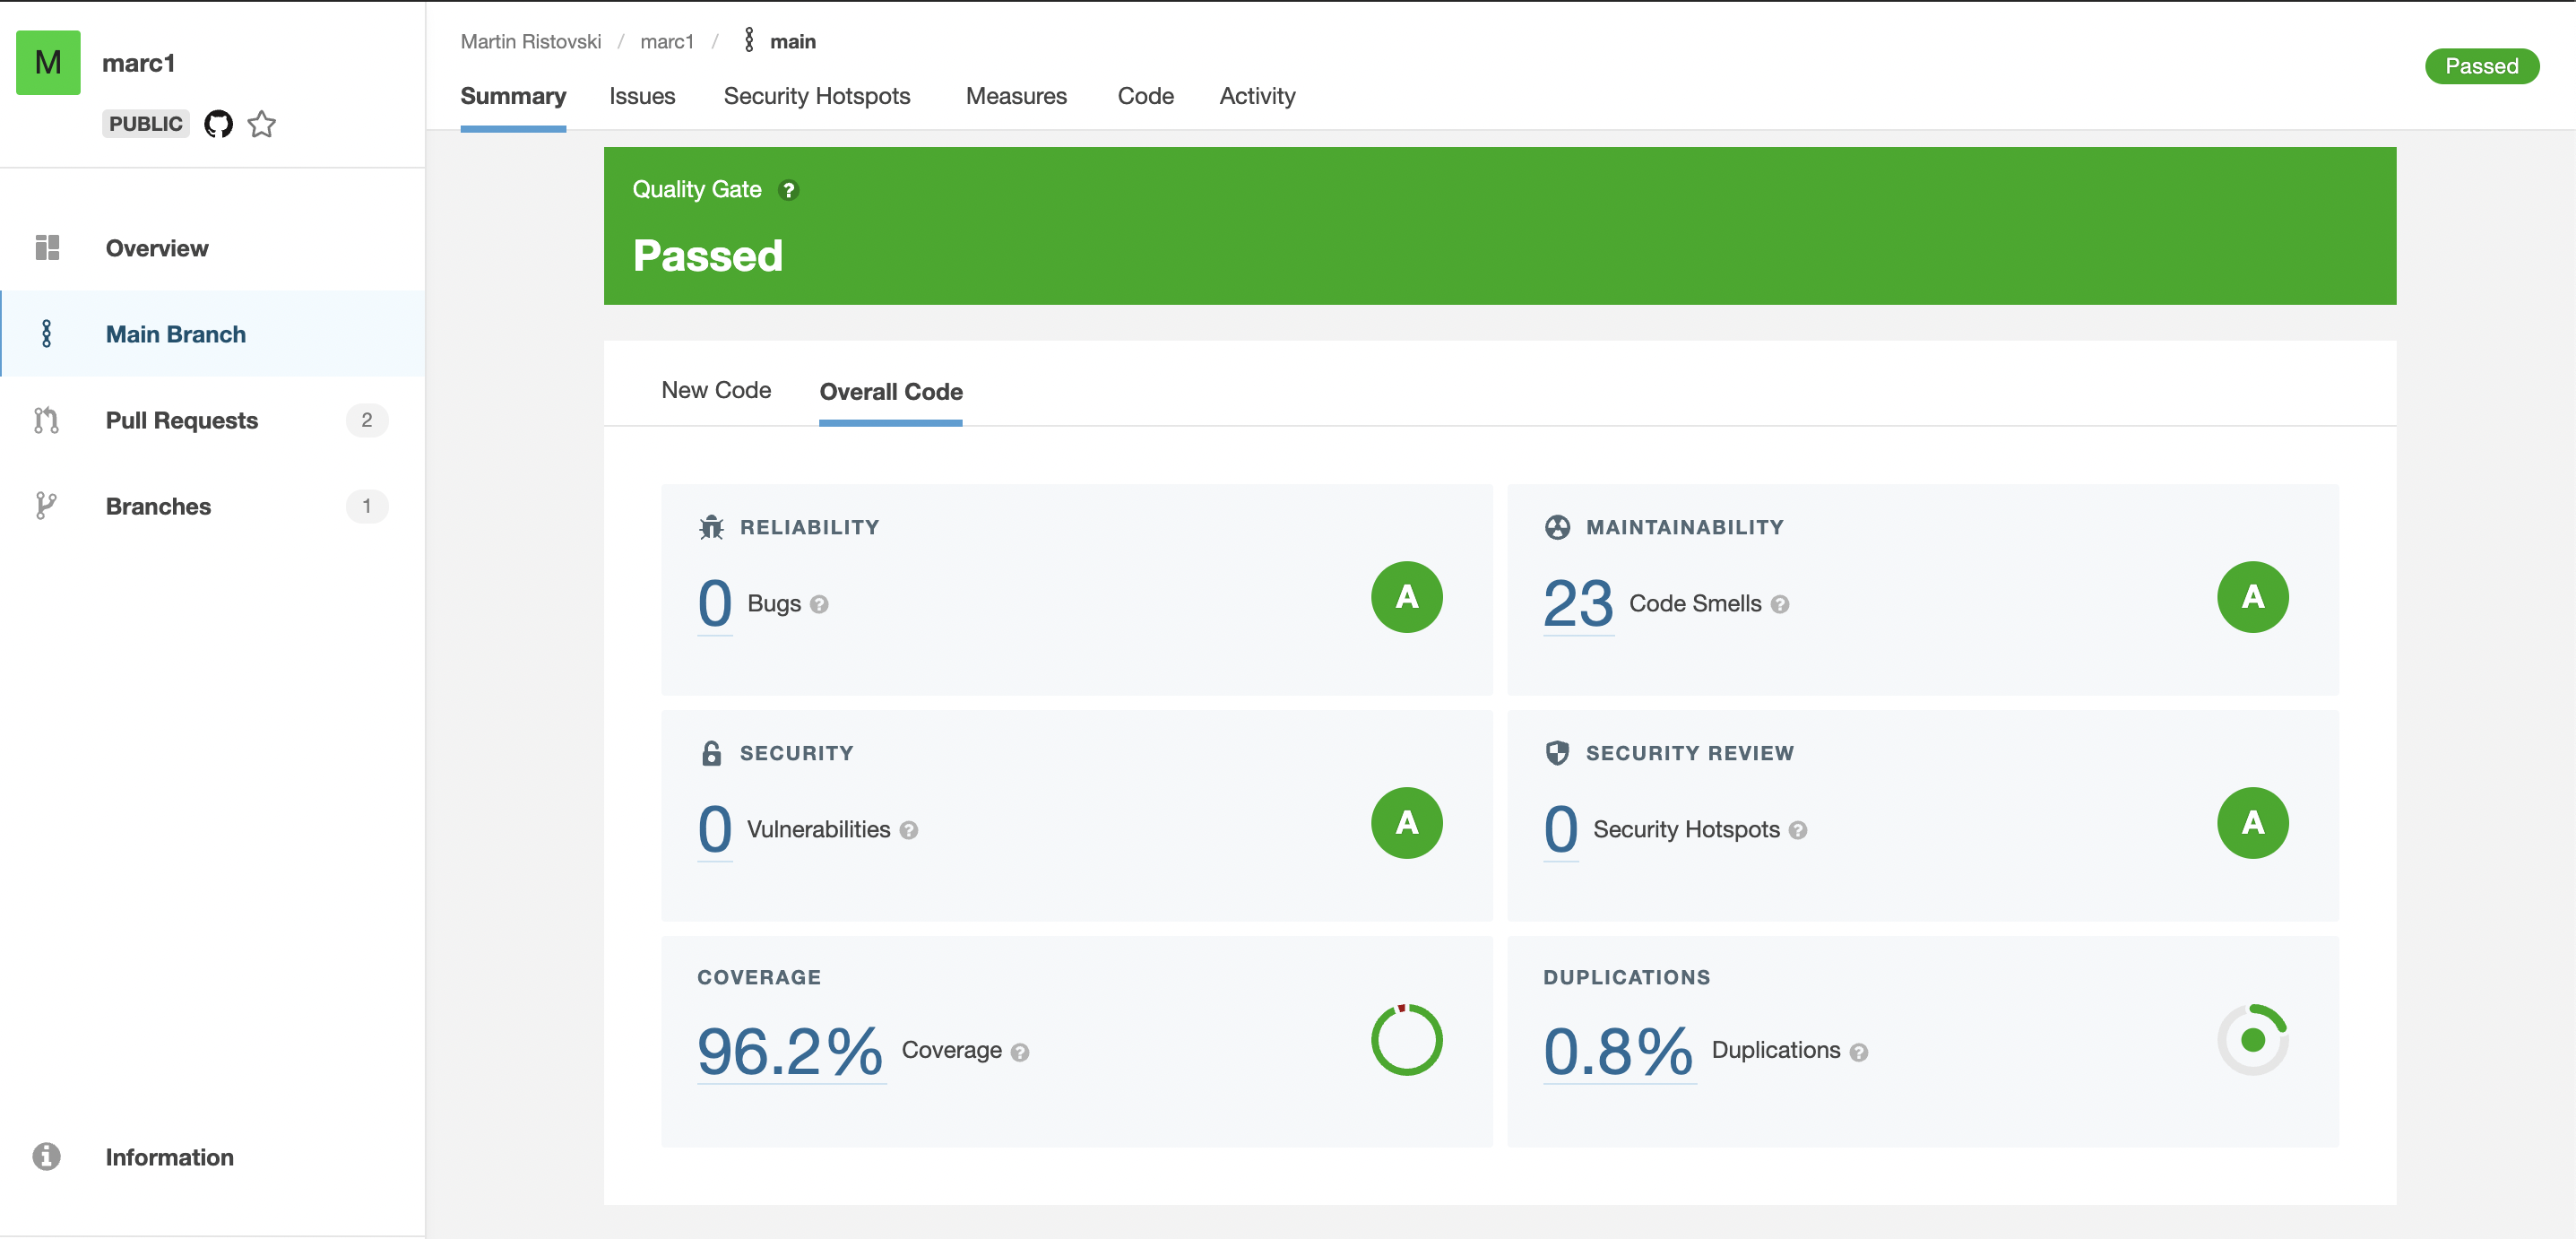 M
marc1
PUBLIC
Overview
Main Branch
Pull Requests 2
Branches 1
Information
Martin Ristovski / marc1 / main
Passed
Summary Issues Security Hotspots Measures Code Activity
Quality Gate ?
Passed
New Code Overall Code
RELIABILITY
0 Bugs ?
A
MAINTAINABILITY
23 Code Smells ?
A
SECURITY
0 Vulnerabilities ?
A
SECURITY REVIEW
0 Security Hotspots ?
A
COVERAGE
96.2% Coverage ?
DUPLICATIONS
0.8% Duplications ?